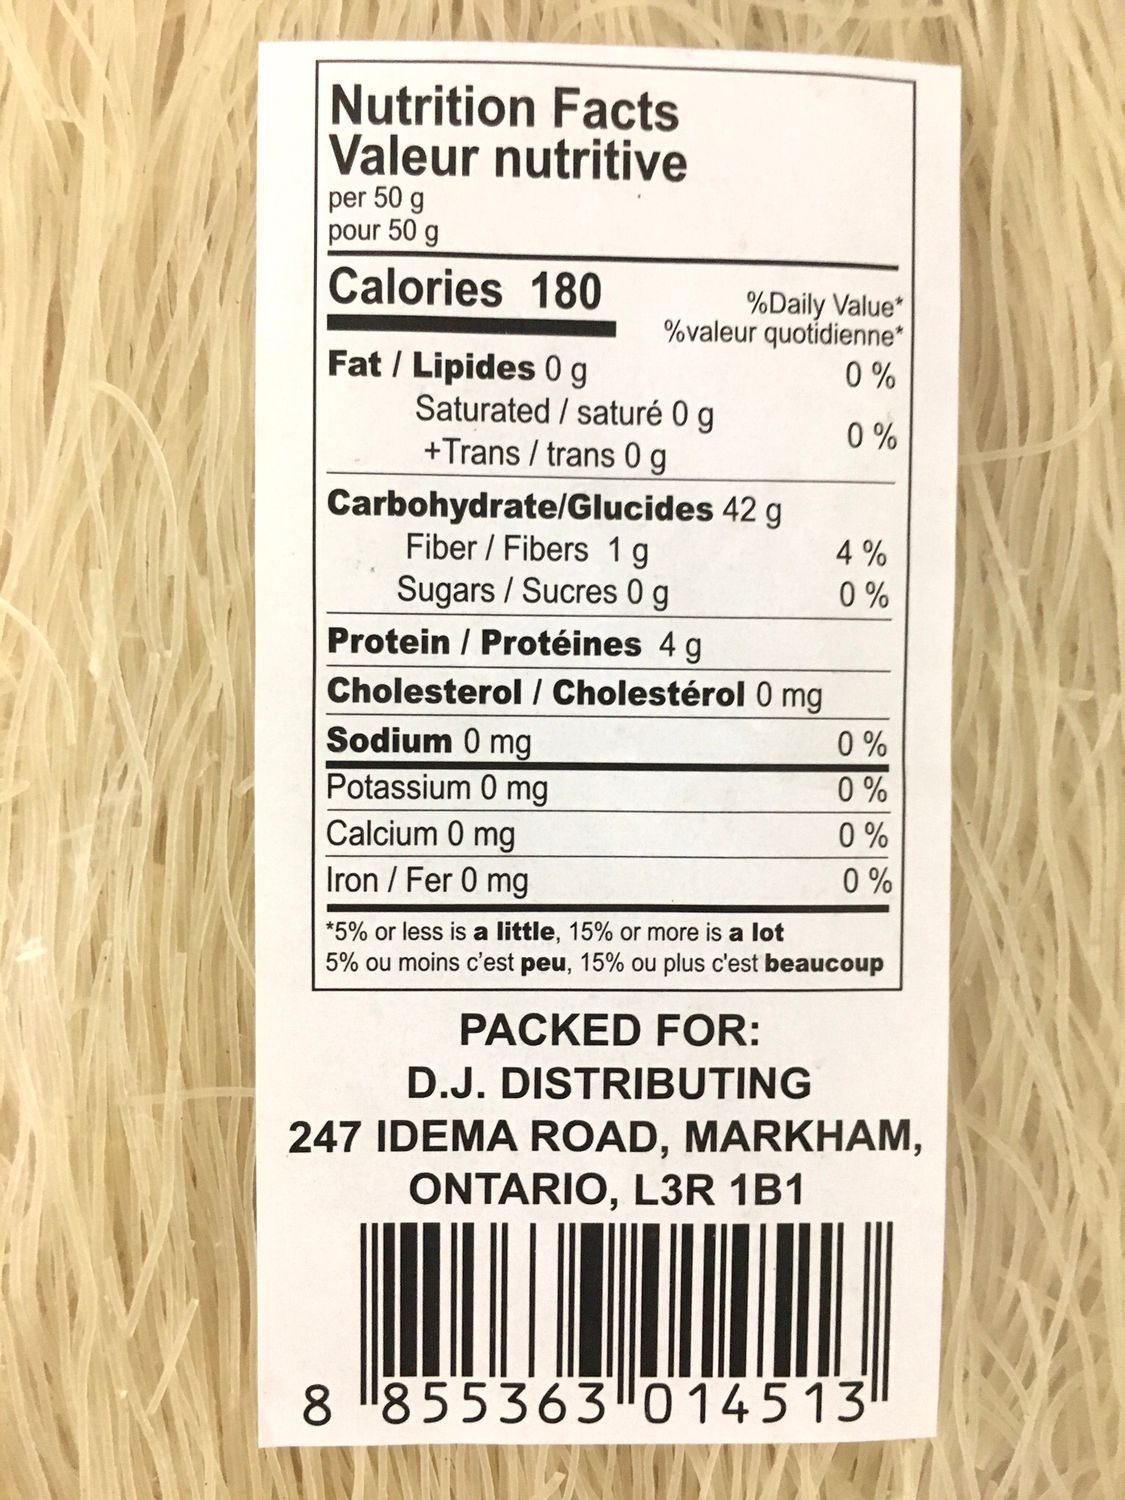 Nutrition Facts
Valeur nutritive
per 50 g
pour 50 g
Calories 180
%Daily Value*
%valeur quotidienne*
Fat / Lipides 0 g 0 %
Saturated / saturé 0 g
+Trans / trans 0 g 0 %
Carbohydrate/Glucides 42 g
Fiber / Fibers 1 g 4 %
Sugars / Sucres 0 g 0 %
Protein / Protéines 4 g
Cholesterol / Cholestérol 0 mg
Sodium 0 mg 0 %
Potassium 0 mg 0 %
Calcium 0 mg 0 %
Iron / Fer 0 mg 0 %
*5% or less is a little, 15% or more is a lot
5% ou moins c'est peu, 15% ou plus c'est beaucoup
PACKED FOR:
D.J. DISTRIBUTING
247 IDEMA ROAD, MARKHAM,
ONTARIO, L3R 1B1
8 855363 014513